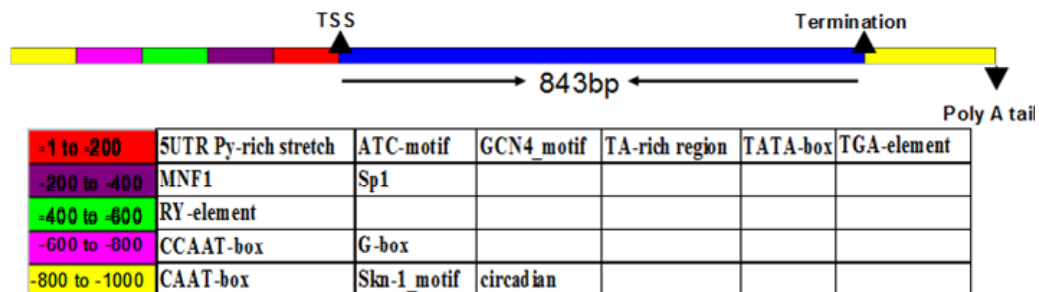 TSS Termination
843bp
Poly A tail
-1 to -200 5UTR Py-rich stretch ATC-motif GCN4_motif TA-rich region TATA-box TGA-element
-200 to -400 MNF1 Sp1
-400 to -600 RY-element
-600 to -800 CCAAT-box G-box
-800 to -1000 CAAT-box Skn-1_motif circadian